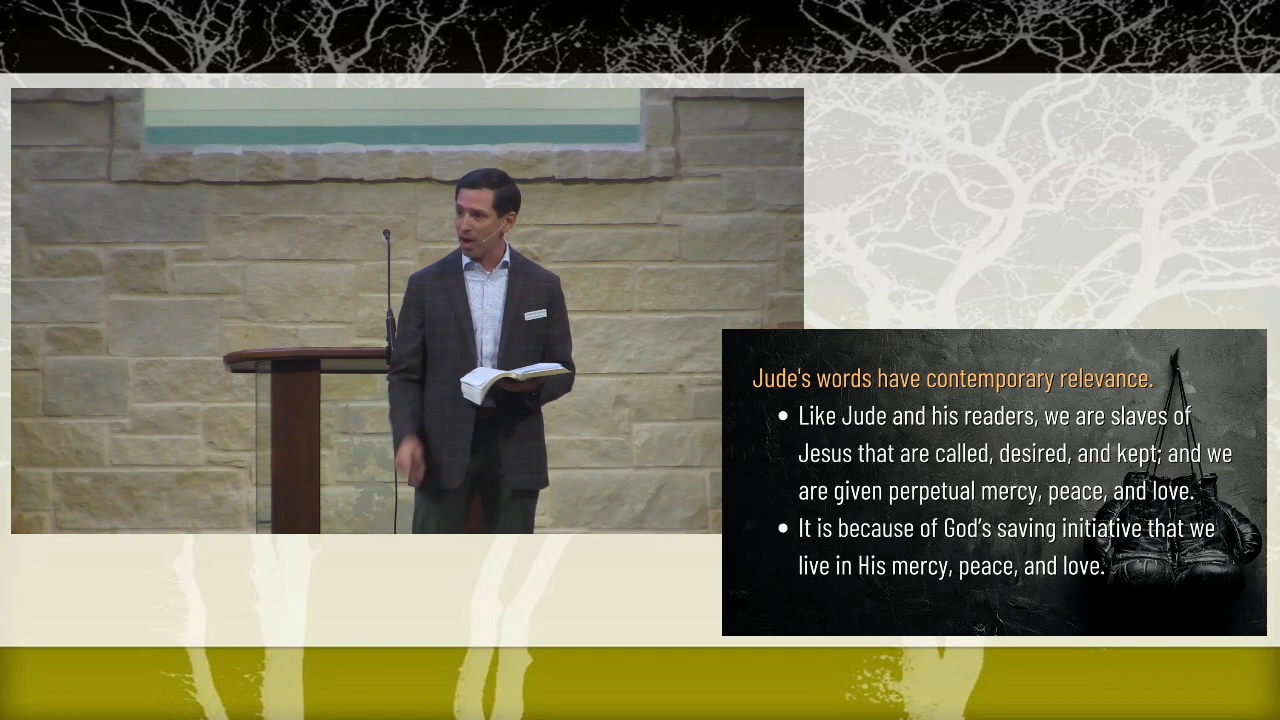 Jude's words have contemporary relevance.
• Like Jude and his readers, we are slaves of
Jesus that are called, desired, and kept; and we
are given perpetual mercy, peace, and love.
• It is because of God’s saving initiative that we
live in His mercy, peace, and love.